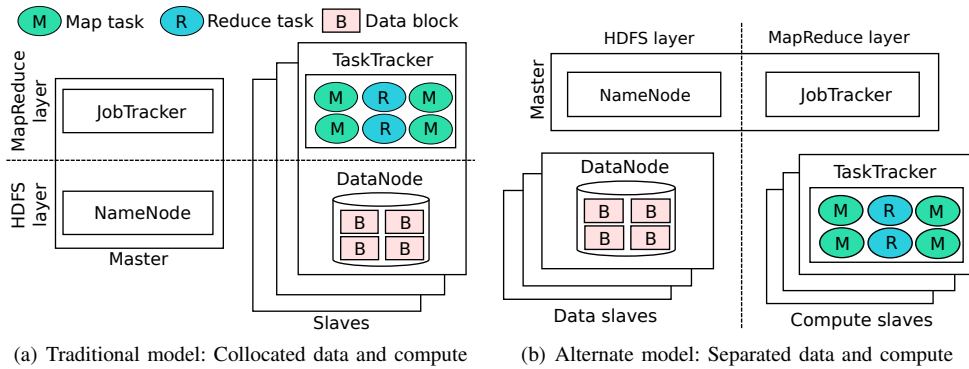 M Map task R Reduce task B Data block
MapReduce layer
JobTracker
HDFS layer
NameNode
Master
TaskTracker
M R M
M R M
DataNode
B B
B B
Slaves
(a) Traditional model: Collocated data and compute
HDFS layer
MapReduce layer
Master
NameNode
JobTracker
DataNode
B B
B B
Data slaves
TaskTracker
M R M
M R M
Compute slaves
(b) Alternate model: Separated data and compute